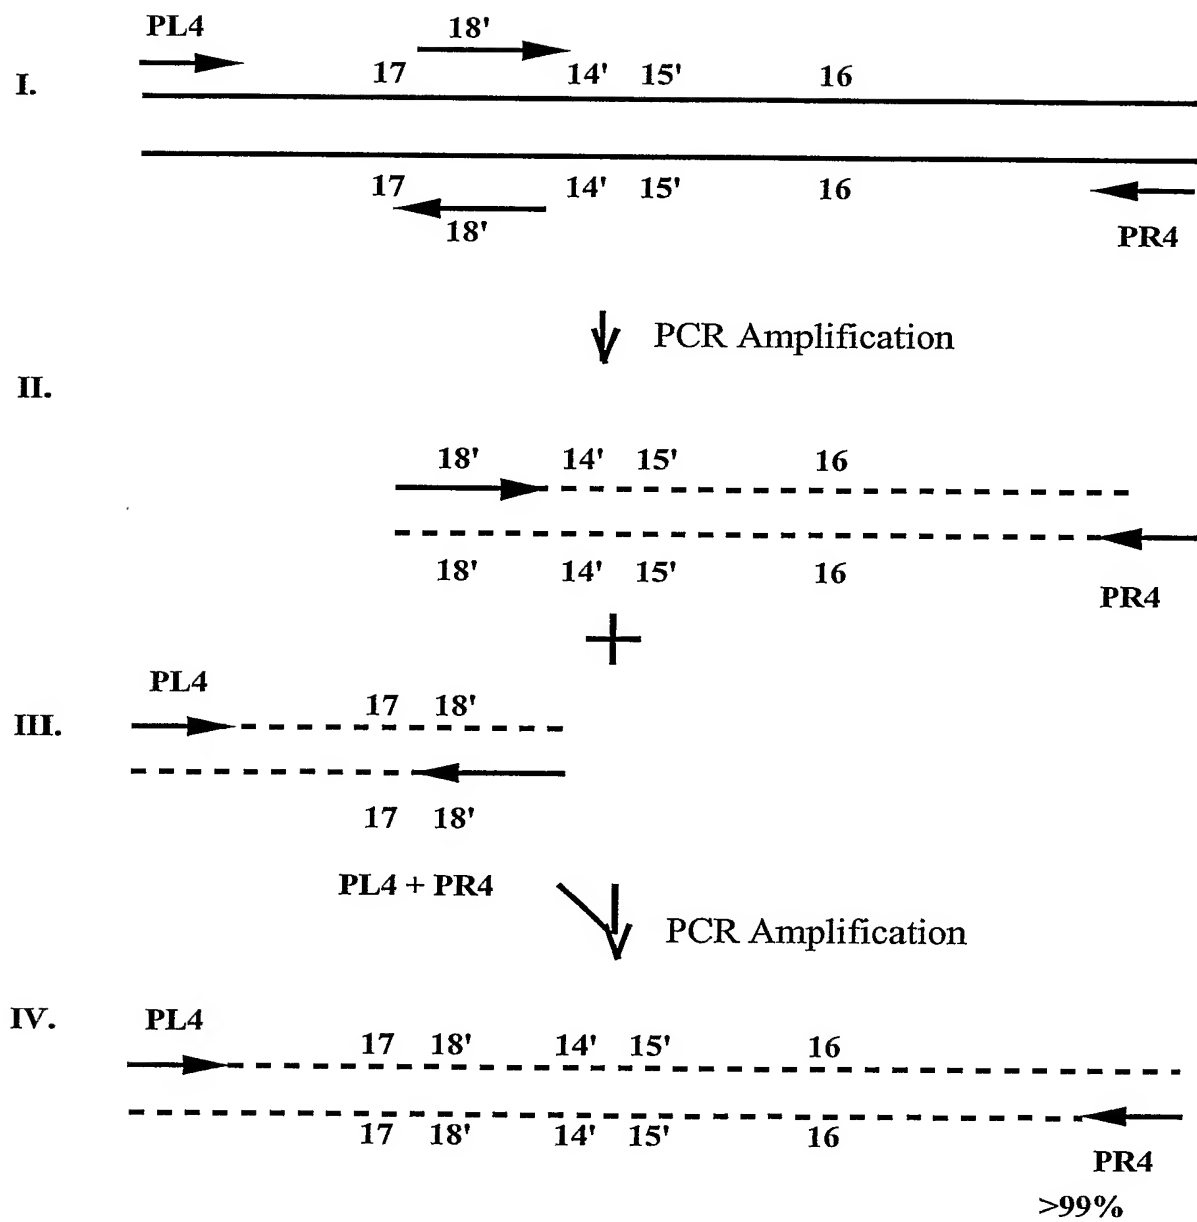 PL4
18'
17 14' 15' 16
I.
17 14' 15' 16
18'
PR4
PCR Amplification
II.
18' 14' 15' 16
18' 14' 15' 16
PR4
+
PL4
17 18'
III.
17 18'
PL4 + PR4
PCR Amplification
IV.
PL4
17 18' 14' 15' 16
17 18' 14' 15' 16
PR4
>99%